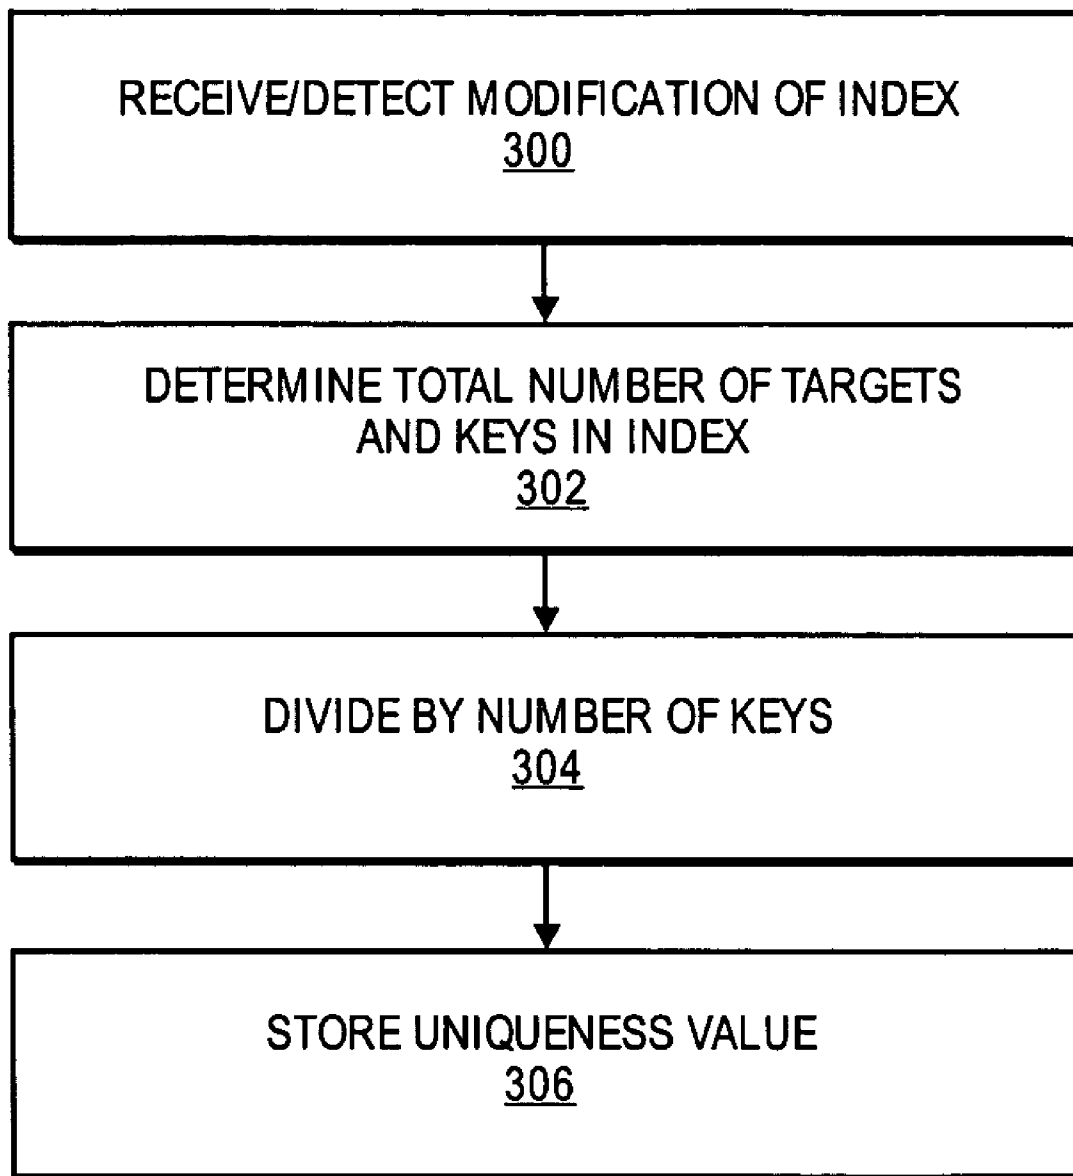 RECEIVE/DETECT MODIFICATION OF INDEX
300
DETERMINE TOTAL NUMBER OF TARGETS
AND KEYS IN INDEX
302
DIVIDE BY NUMBER OF KEYS
304
STORE UNIQUENESS VALUE
306